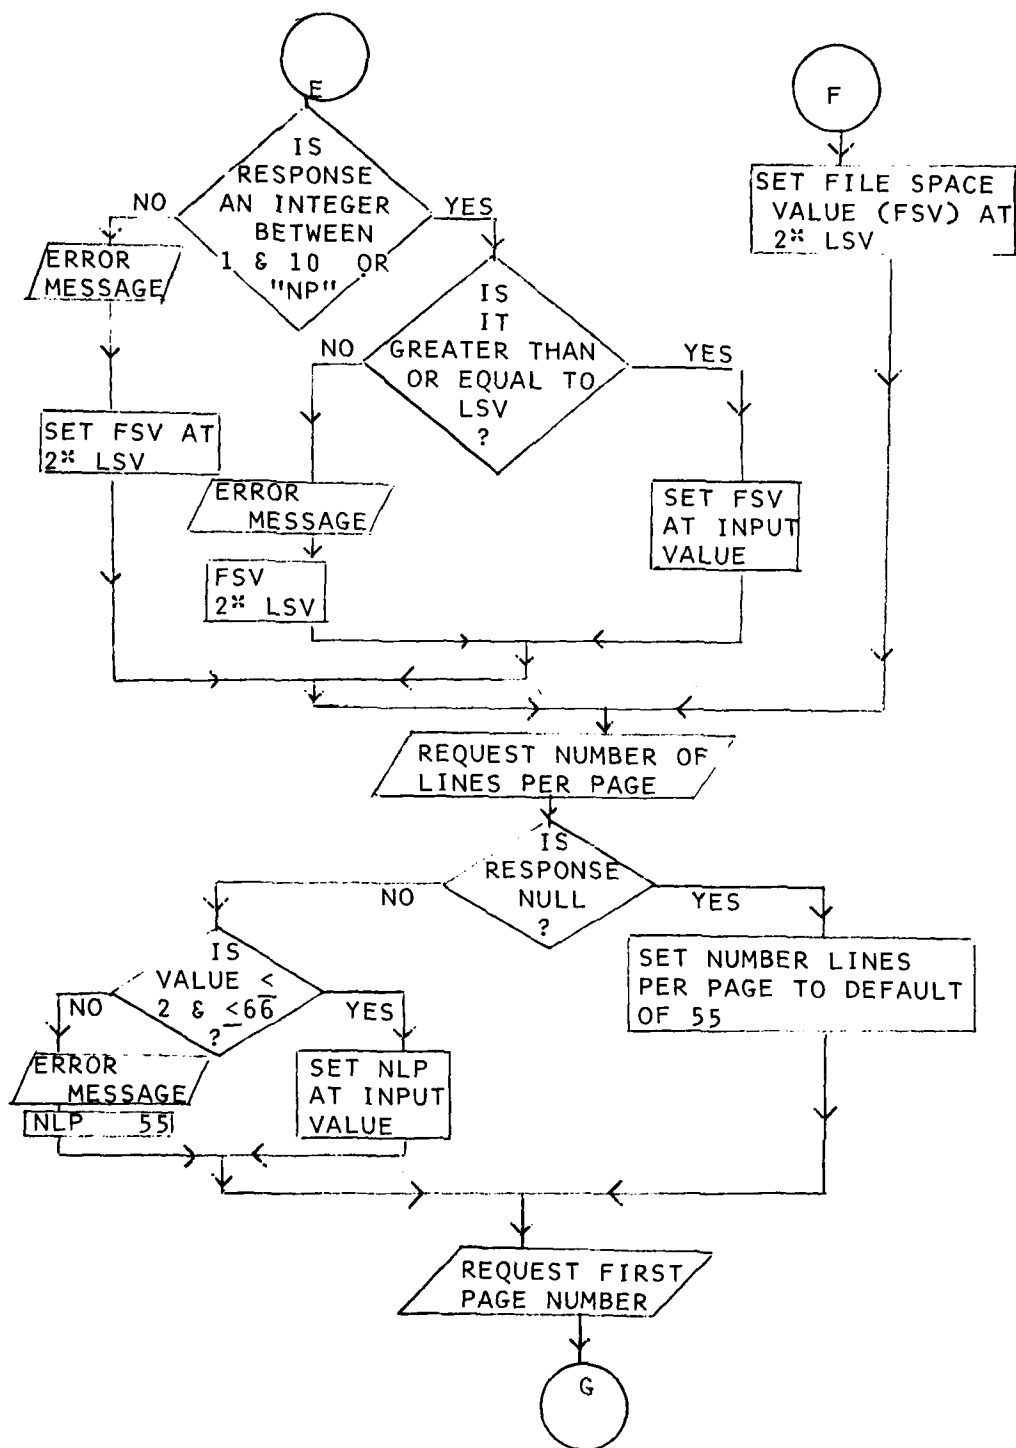 E
IS
RESPONSE
AN INTEGER
BETWEEN
1 & 10 OR
"NP"
NO
YES
ERROR
MESSAGE
SET FSV AT
2* LSV
IS
IT
GREATER THAN
OR EQUAL TO
LSV
?
NO
YES
ERROR
MESSAGE
FSV
2* LSV
SET FSV
AT INPUT
VALUE
F
SET FILE SPACE
VALUE (FSV) AT
2* LSV
REQUEST NUMBER OF
LINES PER PAGE
IS
RESPONSE
NULL
?
NO
YES
IS
VALUE <
2 & <66
?
NO
YES
ERROR
MESSAGE
NLP 55
SET NLP
AT INPUT
VALUE
SET NUMBER LINES
PER PAGE TO DEFAULT
OF 55
REQUEST FIRST
PAGE NUMBER
G